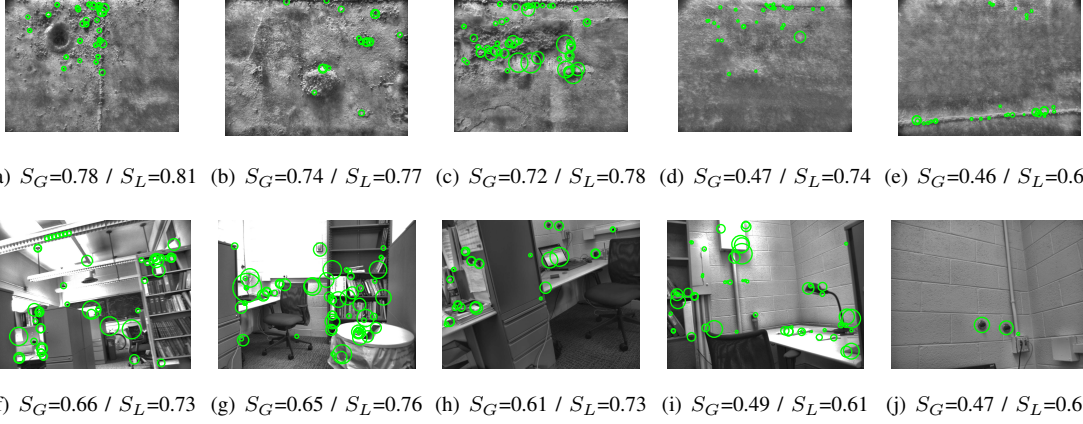 ) S_G=0.78 / S_L=0.81 (b) S_G=0.74 / S_L=0.77 (c) S_G=0.72 / S_L=0.78 (d) S_G=0.47 / S_L=0.74 (e) S_G=0.46 / S_L=0.6
) S_G=0.66 / S_L=0.73 (g) S_G=0.65 / S_L=0.76 (h) S_G=0.61 / S_L=0.73 (i) S_G=0.49 / S_L=0.61 (j) S_G=0.47 / S_L=0.6